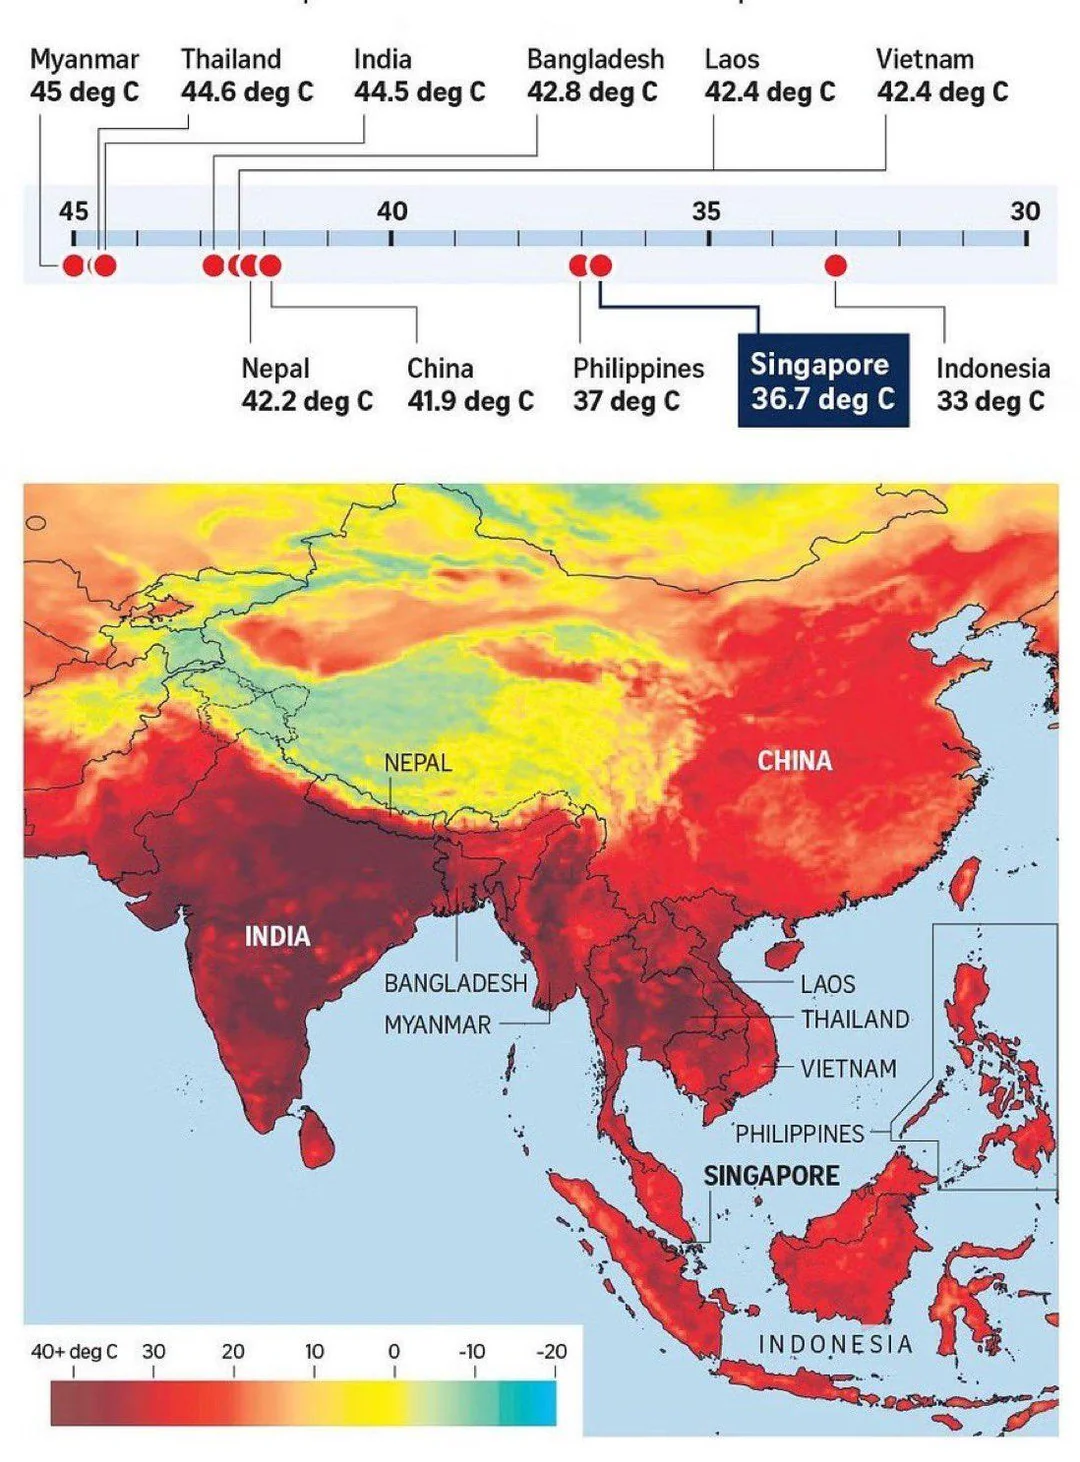 Myanmar
45 deg C
Thailand
44.6 deg C
India
44.5 deg C
Bangladesh
42.8 deg C
Laos
42.4 deg C
Vietnam
42.4 deg C
45 40 35 30
Nepal
42.2 deg C
China
41.9 deg C
Philippines
37 deg C
Singapore
36.7 deg C
Indonesia
33 deg C
NEPAL
CHINA
INDIA
BANGLADESH
MYANMAR
LAOS
THAILAND
VIETNAM
PHILIPPINES
SINGAPORE
INDONESIA
40+ deg C 30 20 10 0 -10 -20